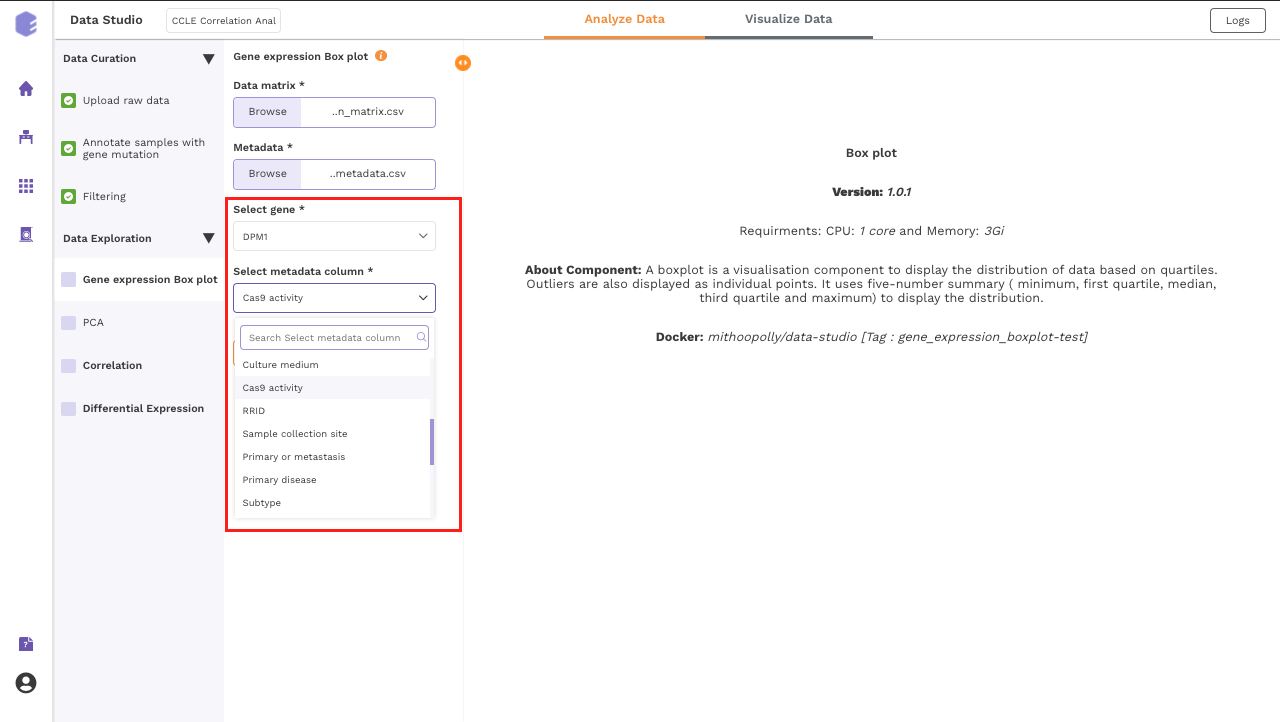 Data Studio
CCLE Correlation Anal
Analyze Data
Visualize Data
Logs
Data Curation
Upload raw data
Annotate samples with
gene mutation
Filtering
Data Exploration
Gene expression Box plot
PCA
Correlation
Differential Expression
Gene expression Box plot i
Data matrix *
Browse ..n_matrix.csv
Metadata *
Browse ..metadata.csv
Select gene *
DPM1
Select metadata column *
Cas9 activity
Search Select metadata column
Culture medium
Cas9 activity
RRID
Sample collection site
Primary or metastasis
Primary disease
Subtype
Box plot
Version: 1.0.1
Requirments: CPU: 1 core and Memory: 3Gi
About Component: A boxplot is a visualisation component to display the distribution of data based on quartiles.
Outliers are also displayed as individual points. It uses five-number summary ( minimum, first quartile, median,
third quartile and maximum) to display the distribution.
Docker: mithoopolly/data-studio [Tag : gene_expression_boxplot-test]
?